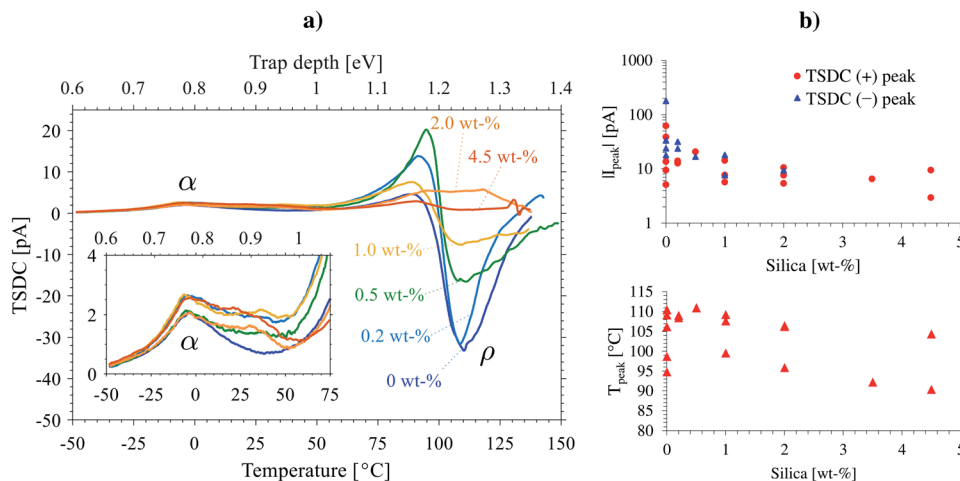 a)
Trap depth [eV]
0.6 0.7 0.8 0.9 1 1.1 1.2 1.3 1.4
20
10
0
-10
-20
-30
-40
-50
TSDC [pA]
-50 -25 0 25 50 75 100 125 150
Temperature [°C]
α
2.0 wt-%
4.5 wt-%
1.0 wt-%
0.5 wt-%
0.2 wt-%
0 wt-%
ρ
0.6 0.7 0.8 0.9 1
4
2
0
α
-50 -25 0 25 50 75
b)
1000
100
10
1
|Ipeak| [pA]
TSDC (+) peak
TSDC (−) peak
0 1 2 3 4 5
Silica [wt-%]
115
110
105
100
95
90
85
80
Tpeak [°C]
0 1 2 3 4 5
Silica [wt-%]